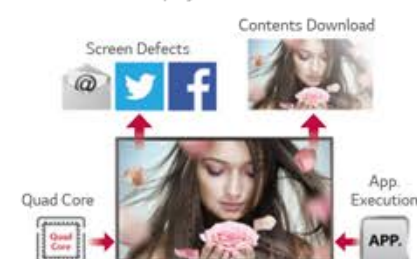 Contents Download
Screen Defects
@
Quad Core
Quad
Core
App.
Execution
APP.